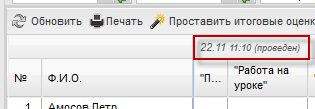 Обновить Печать Проставить итоговые оценк
22.11 11:10 (проведен)
№ Ф.И.О. "П... "Работа на
уроке"
1 Амосов Петр